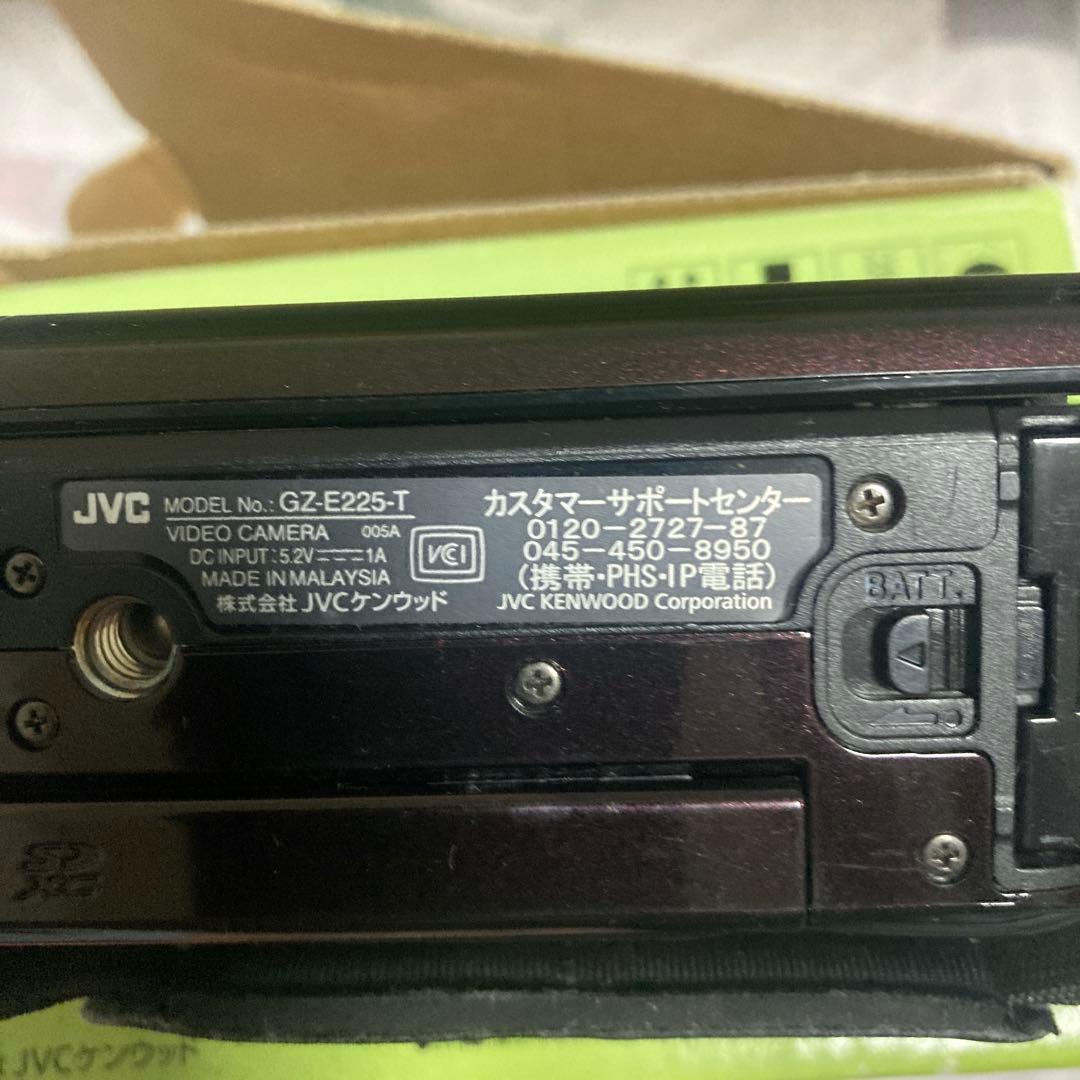 JVC MODEL No.: GZ-E225-T
VIDEO CAMERA 005A
DC INPUT : 5.2V⎓1A
MADE IN MALAYSIA
株式会社 JVCケンウッド
VCCI
カスタマーサポートセンター
0120-2727-87
045-450-8950
(携帯・PHS・IP電話)
JVC KENWOOD Corporation
BATT.
SD
XC
JVCケンウッド